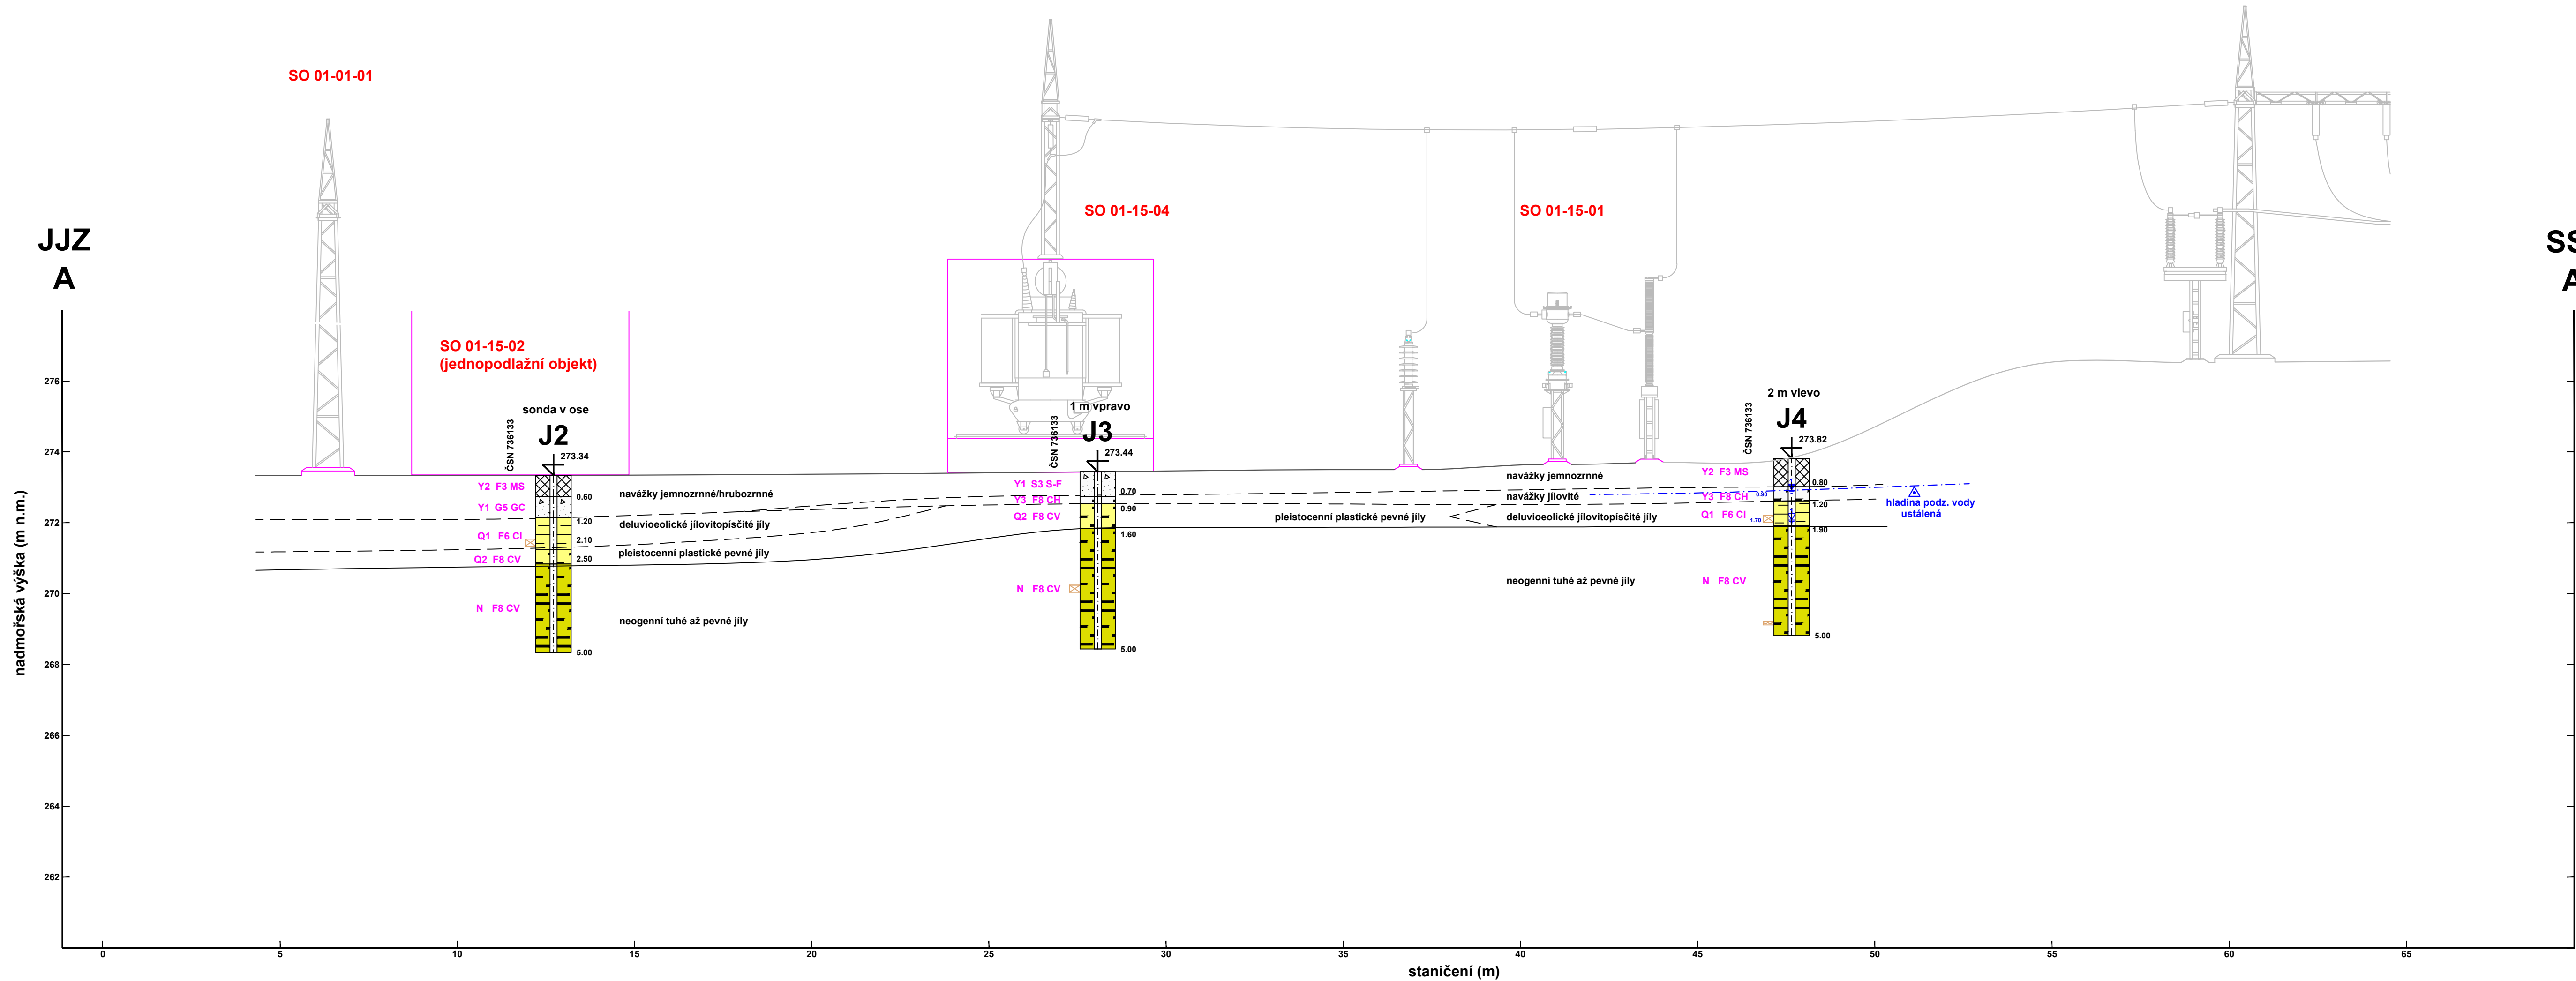 SO 01-01-01
SO 01-15-04
SO 01-15-01
JJZ
A
SS
A
SO 01-15-02
(jednopodlažní objekt)
nadmořská výška (m n.m.)
276
274
272
270
268
266
264
262
sonda v ose
J2
ČSN 736133
273.34
Y2 F3 MS
0.60
Y1 G5 GC
1.20
Q1 F6 CI
2.10
Q2 F8 CV
2.50
N F8 CV
5.00
navážky jemnozrnné/hrubozrnné
deluvioeolické jílovitopísčité jíly
pleistocenní plastické pevné jíly
neogenní tuhé až pevné jíly
1 m vpravo
J3
ČSN 736133
273.44
Y1 S3 S-F
0.70
Y3 F8 CH
0.90
Q2 F8 CV
1.60
N F8 CV
5.00
pleistocenní plastické pevné jíly
navážky jemnozrnné
navážky jílovité
deluvioeolické jílovitopísčité jíly
neogenní tuhé až pevné jíly
2 m vlevo
J4
ČSN 736133
273.82
Y2 F3 MS
0.80
Y3 F8 CH
0.90
1.20
Q1 F6 CI
1.70
1.90
N F8 CV
5.00
hladina podz. vody
ustálená
0
5
10
15
20
25
30
35
40
45
50
55
60
65
staničení (m)